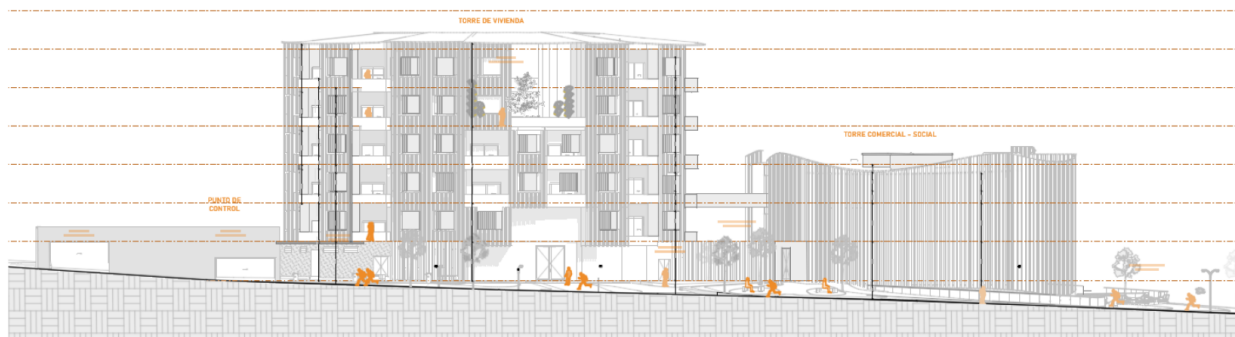 TORRE DE VIVIENDA
TORRE COMERCIAL - SOCIAL
PUNTO DE
CONTROL